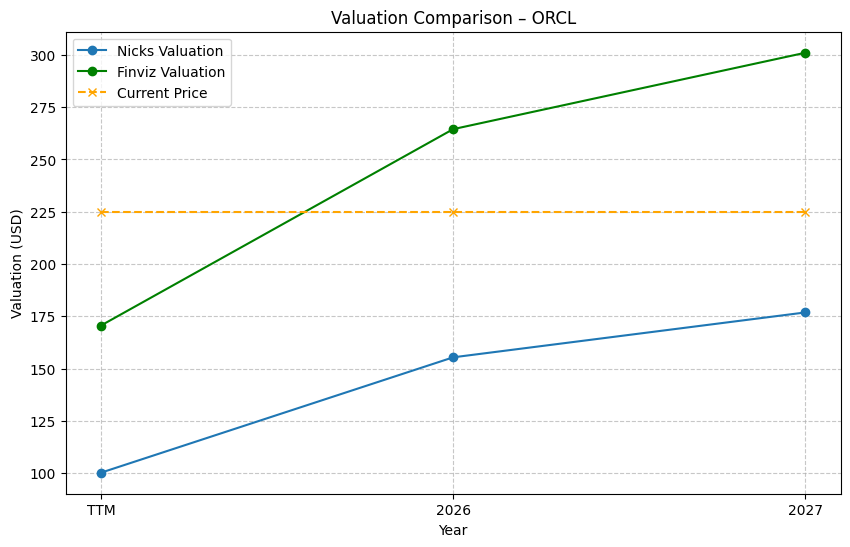 Valuation Comparison – ORCL
Nicks Valuation
Finviz Valuation
Current Price
Valuation (USD)
300
275
250
225
200
175
150
125
100
TTM
2026
2027
Year